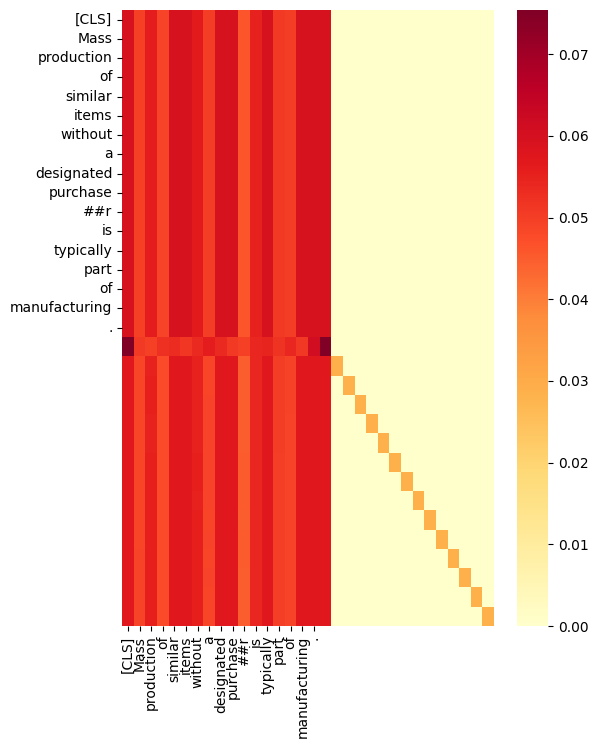 [CLS]
Mass
production
of
similar
items
without
a
designated
purchase
##r
is
typically
part
of
manufacturing
.
0.07
0.06
0.05
0.04
0.03
0.02
0.01
0.00
[CLS]
Mass
production
of
similar
items
without
a
designated
purchase
##r
is
typically
part
of
manufacturing
.